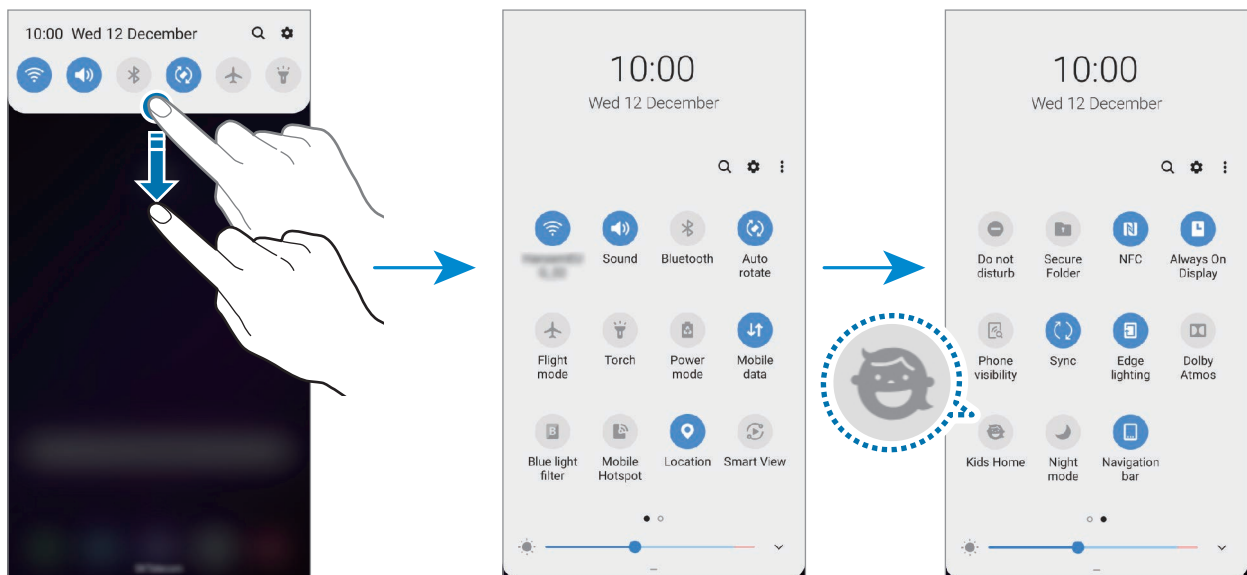 10:00 Wed 12 December
10:00
Wed 12 December
Sound
Bluetooth
Auto
rotate
Flight
mode
Torch
Power
mode
Mobile
data
Blue light
filter
Mobile
Hotspot
Location
Smart View
10:00
Wed 12 December
Do not
disturb
Secure
Folder
NFC
Always On
Display
Phone
visibility
Sync
Edge
lighting
Dolby
Atmos
Kids Home
Night
mode
Navigation
bar